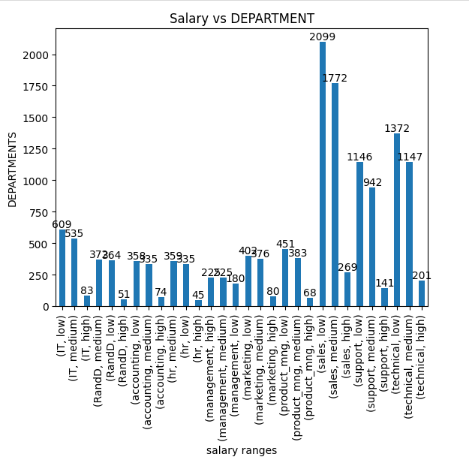 Salary vs DEPARTMENT
DEPARTMENTS
2000
1750
1500
1250
1000
750
500
250
0
609
535
83
372
364
51
358
335
74
359
335
45
225
225
180
402
376
80
451
383
68
2099
1772
269
1146
942
141
1372
1147
201
(IT, low)
(IT, medium)
(IT, high)
(RandD, medium)
(RandD, low)
(RandD, high)
(accounting, low)
(accounting, medium)
(accounting, high)
(hr, medium)
(hr, low)
(hr, high)
(management, high)
(management, medium)
(management, low)
(marketing, low)
(marketing, medium)
(marketing, high)
(product_mng, low)
(product_mng, medium)
(product_mng, high)
(sales, low)
(sales, medium)
(sales, high)
(support, low)
(support, medium)
(support, high)
(technical, low)
(technical, medium)
(technical, high)
salary ranges